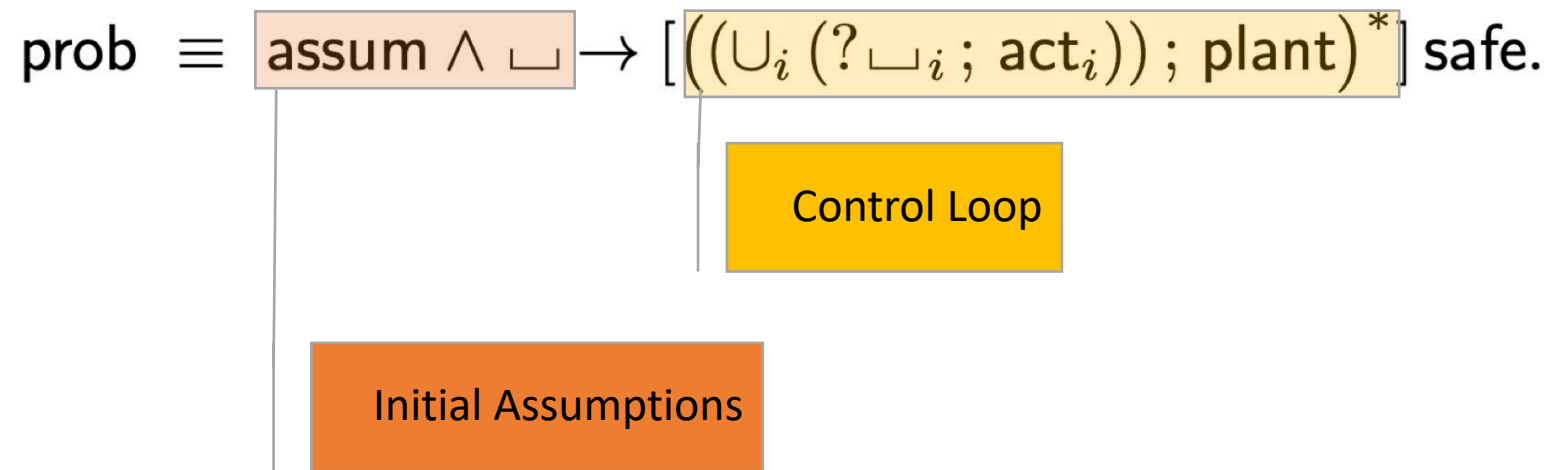 prob ≡ assum ∧ ⌴ → [((∪ᵢ (?⌴ᵢ ; actᵢ)) ; plant)*] safe.
Control Loop
Initial Assumptions